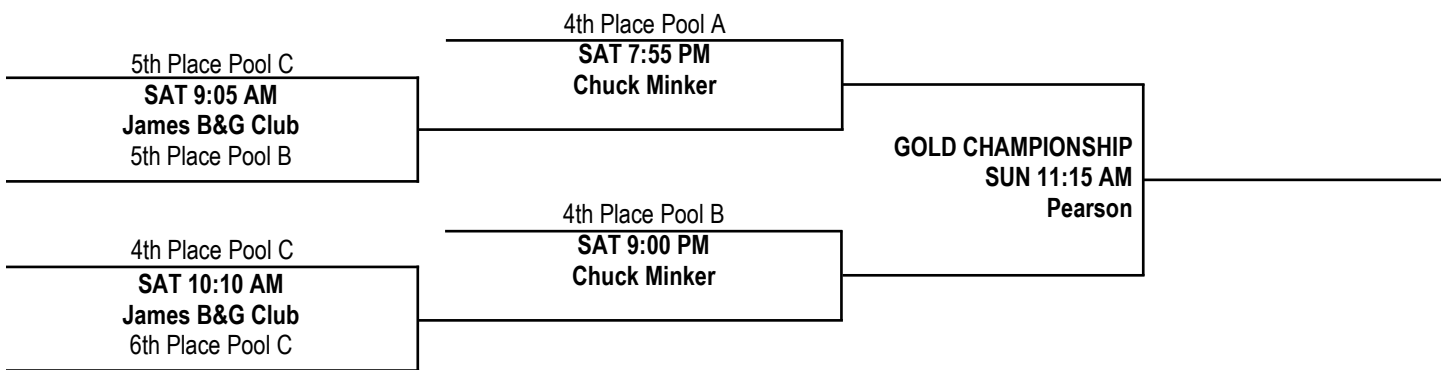 4th Place Pool A
SAT 7:55 PM
Chuck Minker
5th Place Pool C
SAT 9:05 AM
James B&G Club
5th Place Pool B
GOLD CHAMPIONSHIP
SUN 11:15 AM
Pearson
4th Place Pool B
SAT 9:00 PM
Chuck Minker
4th Place Pool C
SAT 10:10 AM
James B&G Club
6th Place Pool C